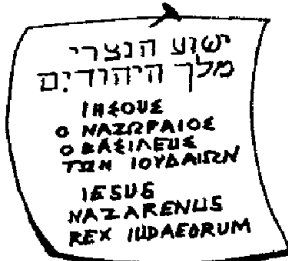 ישוע הנצרי
מלך היהודים
ΙΗΣΟΥΣ
Ο ΝΑΖΩΡΑΙΟΣ
Ο ΒΑΣΙΛΕΥΣ
ΤΩΝ ΙΟΥΔΑΙΩΝ
IESUS
NAZARENUS
REX IUDAEORUM